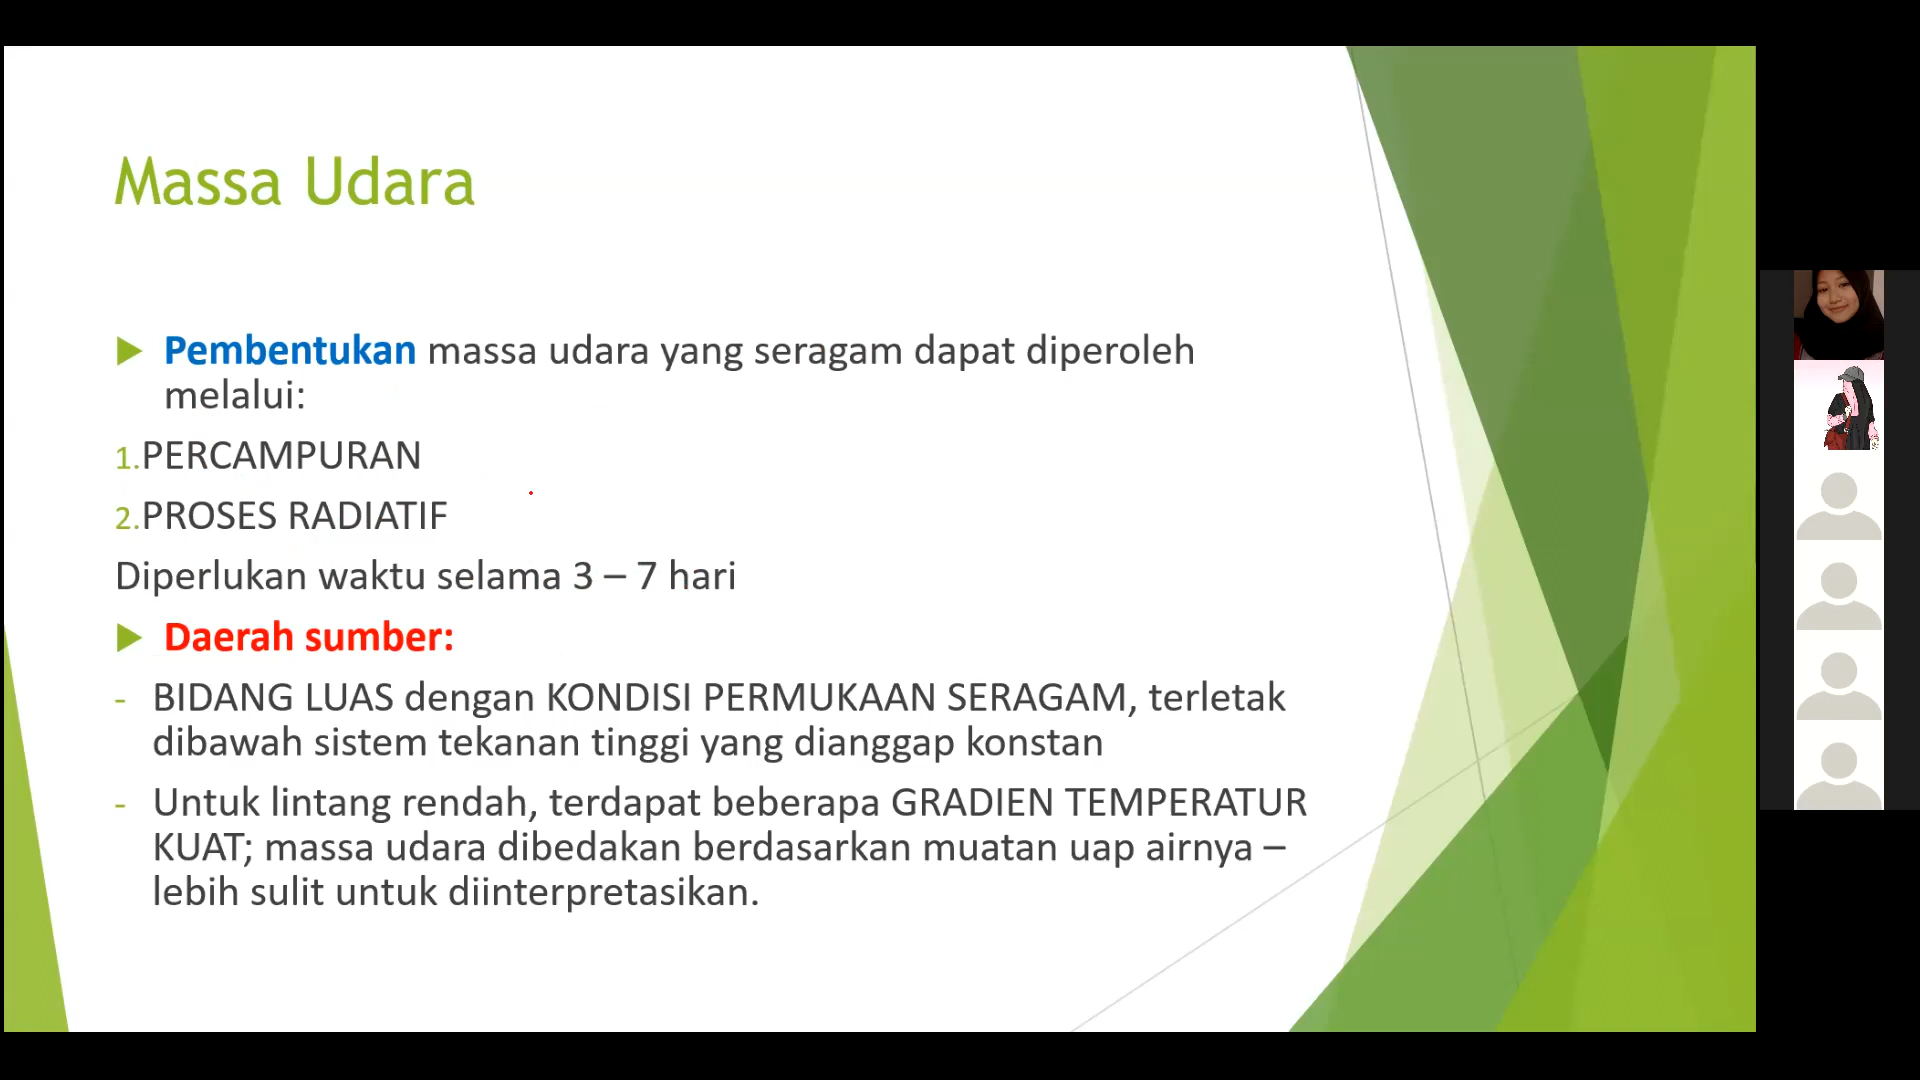 Massa Udara
Pembentukan massa udara yang seragam dapat diperoleh
melalui:
1.PERCAMPURAN
2.PROSES RADIATIF
Diperlukan waktu selama 3 – 7 hari
Daerah sumber:
- BIDANG LUAS dengan KONDISI PERMUKAAN SERAGAM, terletak
dibawah sistem tekanan tinggi yang dianggap konstan
- Untuk lintang rendah, terdapat beberapa GRADIEN TEMPERATUR
KUAT; massa udara dibedakan berdasarkan muatan uap airnya –
lebih sulit untuk diinterpretasikan.